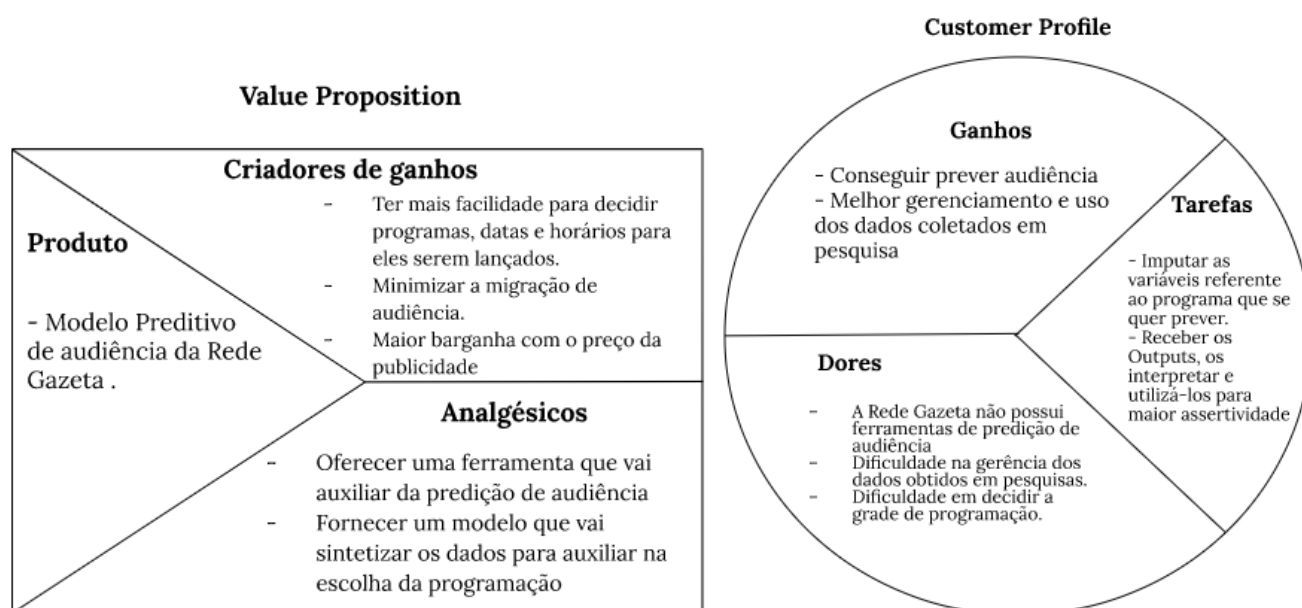 Value Proposition
Criadores de ganhos
- Ter mais facilidade para decidir
programas, datas e horários para
eles serem lançados.
- Minimizar a migração de
audiência.
- Maior barganha com o preço da
publicidade
Produto
- Modelo Preditivo
de audiência da Rede
Gazeta .
Analgésicos
- Oferecer uma ferramenta que vai
auxiliar da predição de audiência
- Fornecer um modelo que vai
sintetizar os dados para auxiliar na
escolha da programação
Customer Profile
Ganhos
- Conseguir prever audiência
- Melhor gerenciamento e uso
dos dados coletados em
pesquisa
Tarefas
- Imputar as
variáveis referente
ao programa que se
quer prever.
- Receber os
Outputs, os
interpretar e
utilizá-los para
maior assertividade
Dores
- A Rede Gazeta não possui
ferramentas de predição de
audiência
- Dificuldade na gerência dos
dados obtidos em pesquisas.
- Dificuldade em decidir a
grade de programação.